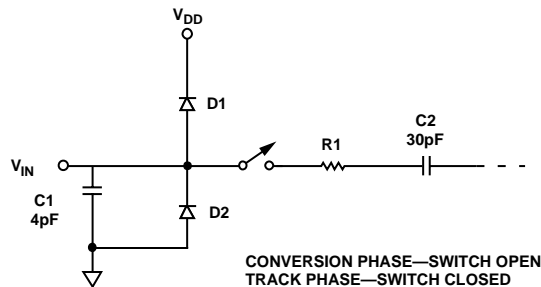 VDD
D1
R1
C2
30pF
VIN
C1
4pF
D2
CONVERSION PHASE—SWITCH OPEN
TRACK PHASE—SWITCH CLOSED